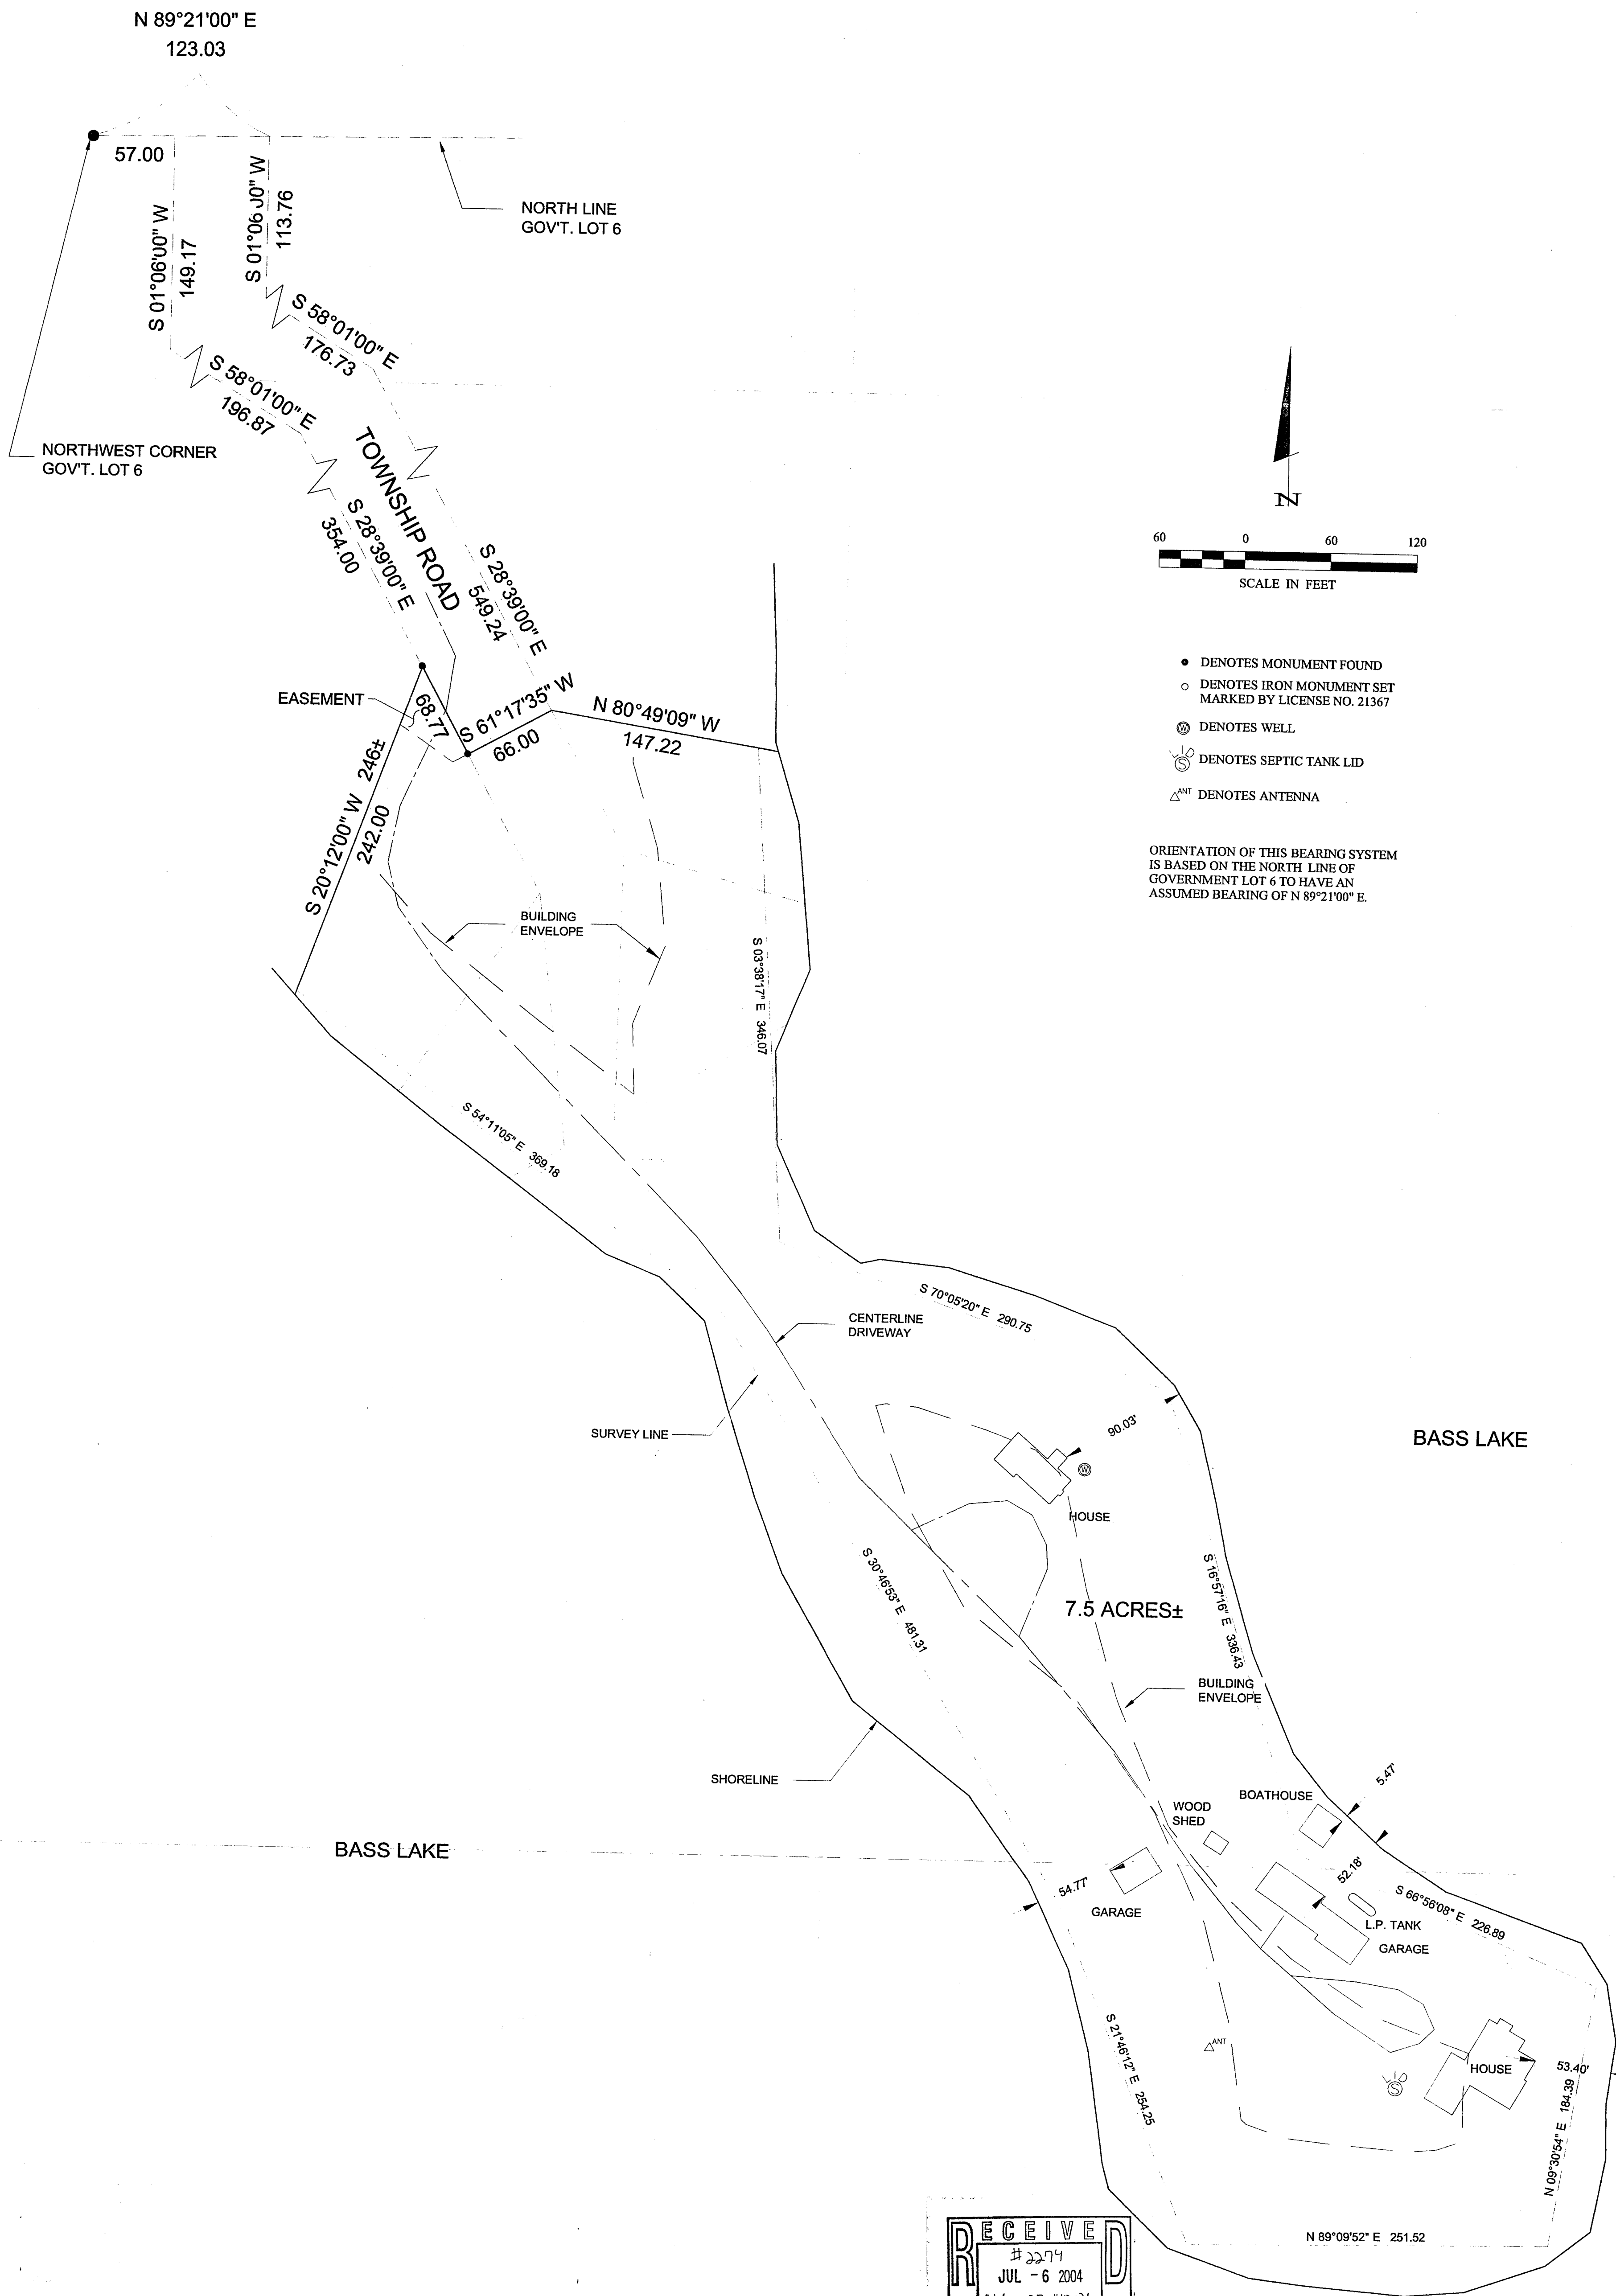 N 89°21'00" E
123.03
57.00
S 01°06'00" W
149.17
S 01°06'J0" W
113.76
NORTH LINE
GOV'T. LOT 6
S 58°01'00" E
176.73
S 58°01'00" E
196.87
NORTHWEST CORNER
GOV'T. LOT 6
TOWNSHIP ROAD
S 28°39'00" E
354.00
S 28°39'00" E
549.24
N
60 0 60 120
SCALE IN FEET
DENOTES MONUMENT FOUND
DENOTES IRON MONUMENT SET
MARKED BY LICENSE NO. 21367
W DENOTES WELL
S DENOTES SEPTIC TANK LID
ANT DENOTES ANTENNA
ORIENTATION OF THIS BEARING SYSTEM
IS BASED ON THE NORTH LINE OF
GOVERNMENT LOT 6 TO HAVE AN
ASSUMED BEARING OF N 89°21'00" E.
EASEMENT
68.77
S 61°17'35" W
66.00
N 80°49'09" W
147.22
S 20°12'00" W 246±
242.00
BUILDING
ENVELOPE
S 03°38'17" E 346.07
S 54°11'05" E 369.18
S 70°05'20" E 290.75
CENTERLINE
DRIVEWAY
SURVEY LINE
90.03'
W
HOUSE
BASS LAKE
S 30°46'53" E 481.31
7.5 ACRES±
S 16°57'16" E 336.43
BUILDING
ENVELOPE
SHORELINE
BASS LAKE
WOOD
SHED
BOATHOUSE
5.47'
54.77'
GARAGE
52.18'
S 66°56'08" E 226.89
L.P. TANK
GARAGE
S 21°46'12" E 254.25
ANT
LID
S
HOUSE
53.40'
N 09°30'54" E 184.39
N 89°09'52" E 251.52
RECEIVED
#2274
JUL - 6 2004